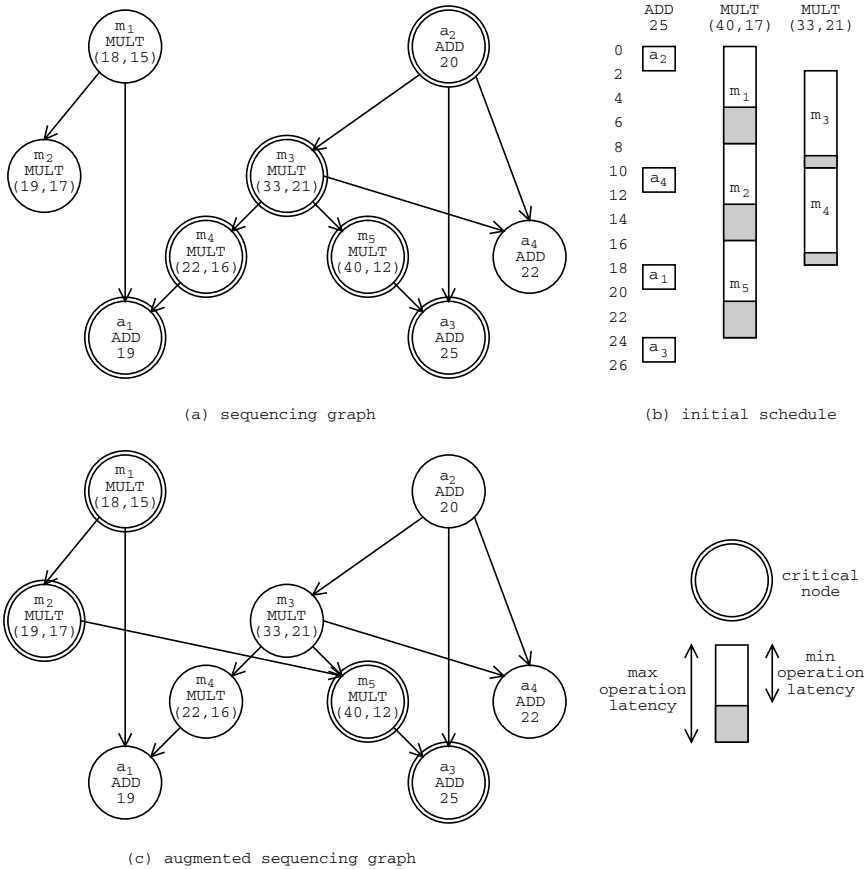 m1
MULT
(18,15)
a2
ADD
20
m2
MULT
(19,17)
m3
MULT
(33,21)
m4
MULT
(22,16)
m5
MULT
(40,12)
a4
ADD
22
a1
ADD
19
a3
ADD
25
(a) sequencing graph
ADD
25
MULT
(40,17)
MULT
(33,21)
0
2
4
6
8
10
12
14
16
18
20
22
24
26
a2
a4
a1
a3
m1
m2
m5
m3
m4
(b) initial schedule
m1
MULT
(18,15)
a2
ADD
20
m2
MULT
(19,17)
m3
MULT
(33,21)
m4
MULT
(22,16)
m5
MULT
(40,12)
a4
ADD
22
a1
ADD
19
a3
ADD
25
(c) augmented sequencing graph
critical
node
max
operation
latency
min
operation
latency